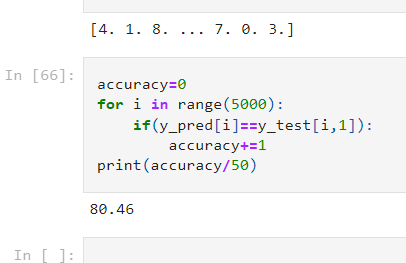 [4. 1. 8. ... 7. 0. 3.]
In [66]:
accuracy=0
for i in range(5000):
    if(y_pred[i]==y_test[i,1]):
        accuracy+=1
print(accuracy/50)
80.46
In [ ]: